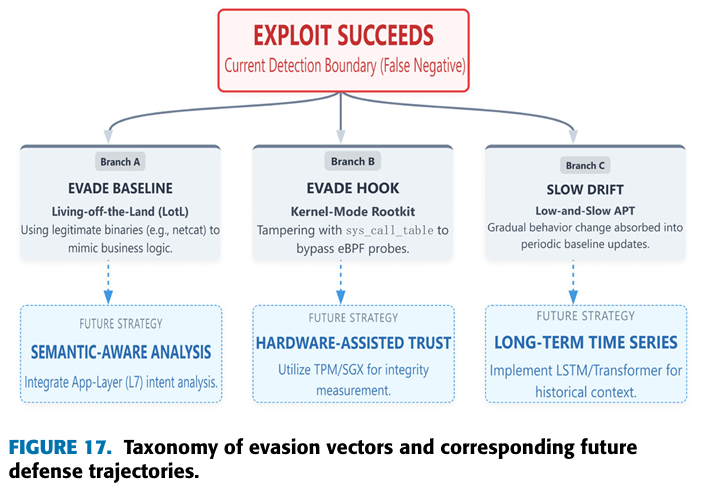 EXPLOIT SUCCEEDS
Current Detection Boundary (False Negative)
Branch A
EVADE BASELINE
Living-off-the-Land (LotL)
Using legitimate binaries (e.g., netcat) to
mimic business logic.
Branch B
EVADE HOOK
Kernel-Mode Rootkit
Tampering with sys_call_table to
bypass eBPF probes.
Branch C
SLOW DRIFT
Low-and-Slow APT
Gradual behavior change absorbed into
periodic baseline updates.
FUTURE STRATEGY
SEMANTIC-AWARE ANALYSIS
Integrate App-Layer (L7) intent analysis.
FUTURE STRATEGY
HARDWARE-ASSISTED TRUST
Utilize TPM/SGX for integrity
measurement.
FUTURE STRATEGY
LONG-TERM TIME SERIES
Implement LSTM/Transformer for
historical context.
FIGURE 17. Taxonomy of evasion vectors and corresponding future
defense trajectories.